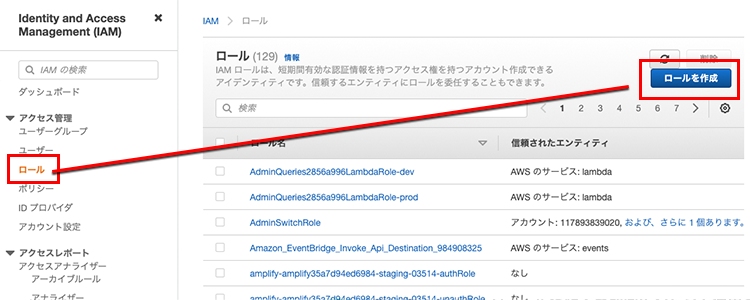 Identity and Access
Management (IAM)
IAM の検索
ダッシュボード
アクセス管理
ユーザーグループ
ユーザー
ロール
ポリシー
ID プロバイダ
アカウント設定
アクセスレポート
アクセスアナライザー
アーカイブルール
アナライザー
IAM > ロール
ロール (129) 情報
削除
IAM ロールは、短期間有効な認証情報を持つアクセス権を持つアカウント作成できる
アイデンティティです。信頼するエンティティにロールを委任することもできます。
ロールを作成
検索
1 2 3 4 5 6 7
ロール名 信頼されたエンティティ
AdminQueries2856a996LambdaRole-dev AWS のサービス: lambda
AdminQueries2856a996LambdaRole-prod AWS のサービス: lambda
AdminSwitchRole アカウント: 117893839020, および、さらに 1 個あります。
Amazon_EventBridge_Invoke_Api_Destination_984908325 AWS のサービス: events
amplify-amplify35a7d94ed6984-staging-03514-authRole なし
amplify-amplify35a7d94ed6984-staging-03514-unauthRole なし